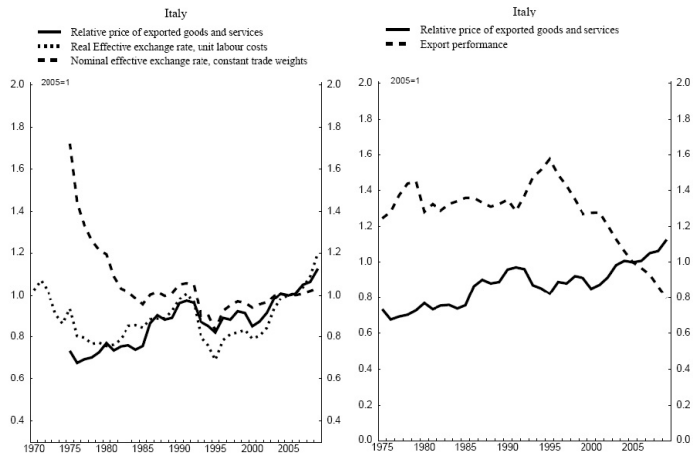 Italy
Relative price of exported goods and services
Real Effective exchange rate, unit labour costs
Nominal effective exchange rate, constant trade weights
2.0 2005=1 2.0
1.8 1.8
1.6 1.6
1.4 1.4
1.2 1.2
1.0 1.0
0.8 0.8
0.6 0.6
0.4 0.4
1970 1975 1980 1985 1990 1995 2000 2005
Italy
Relative price of exported goods and services
Export performance
2.0 2005=1 2.0
1.8 1.8
1.6 1.6
1.4 1.4
1.2 1.2
1.0 1.0
0.8 0.8
0.6 0.6
0.4 0.4
0.2 0.2
0.0 0.0
1975 1980 1985 1990 1995 2000 2005